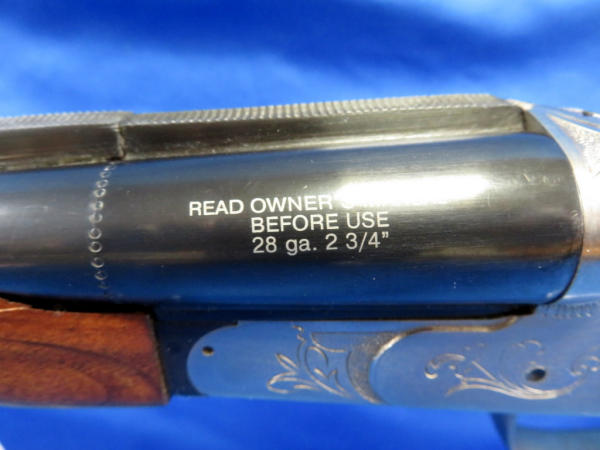 READ OWNER
BEFORE USE
28 ga. 2 3/4"